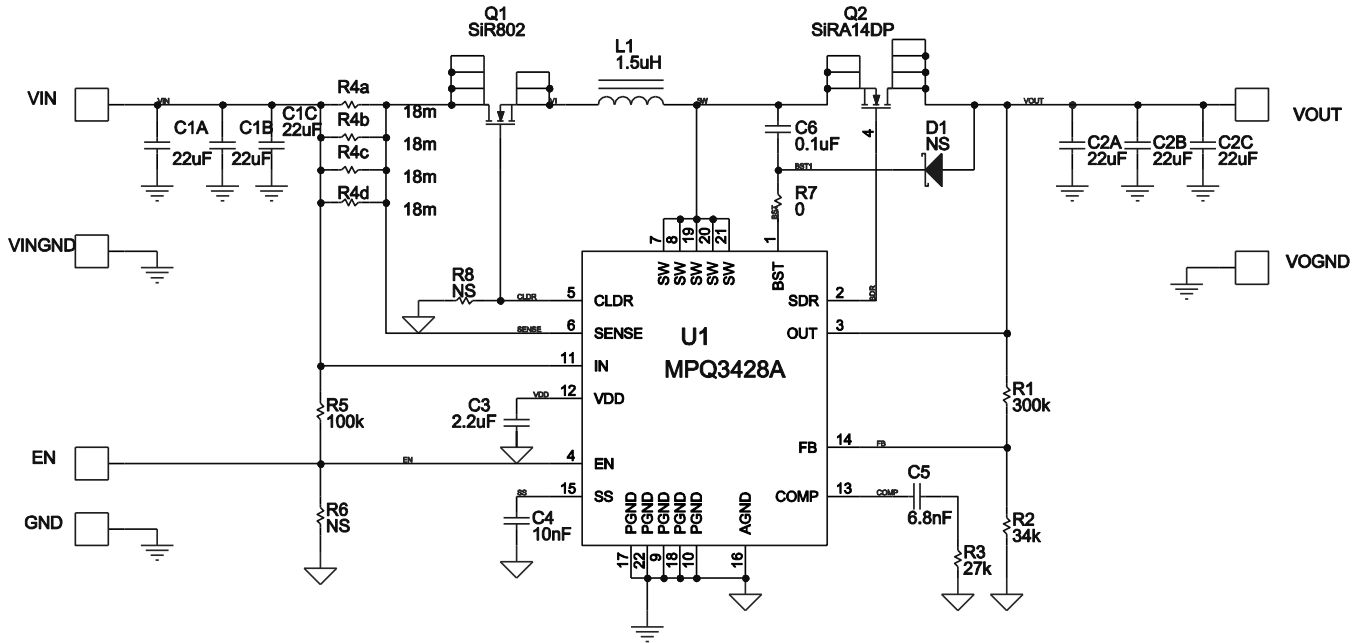 Q1
SiR802
Q2
SiRA14DP
L1
1.5uH
VIN
VIN
R4a
18m
R4b
18m
R4c
18m
R4d
18m
C1A
22uF
C1B
22uF
C1C
22uF
VI
SW
C6
0.1uF
4
D1
NS
VOUT
VOUT
C2A
22uF
C2B
22uF
C2C
22uF
BST1
R7
0
BST
VINGND
VOGND
7
8
19
20
21
1
SW
SW
SW
SW
SW
BST
R8
NS
CLDR
5
CLDR
SDR
2
SDR
SENSE
6
SENSE
OUT
3
U1
MPQ3428A
11
IN
VDD
12
VDD
C3
2.2uF
R5
100k
R1
300k
FB
14
FB
EN
EN
4
EN
SS
15
SS
C4
10nF
COMP
13
COMP
C5
6.8nF
R6
NS
GND
PGND
PGND
PGND
PGND
PGND
AGND
17
22
9
18
10
16
R3
27k
R2
34k